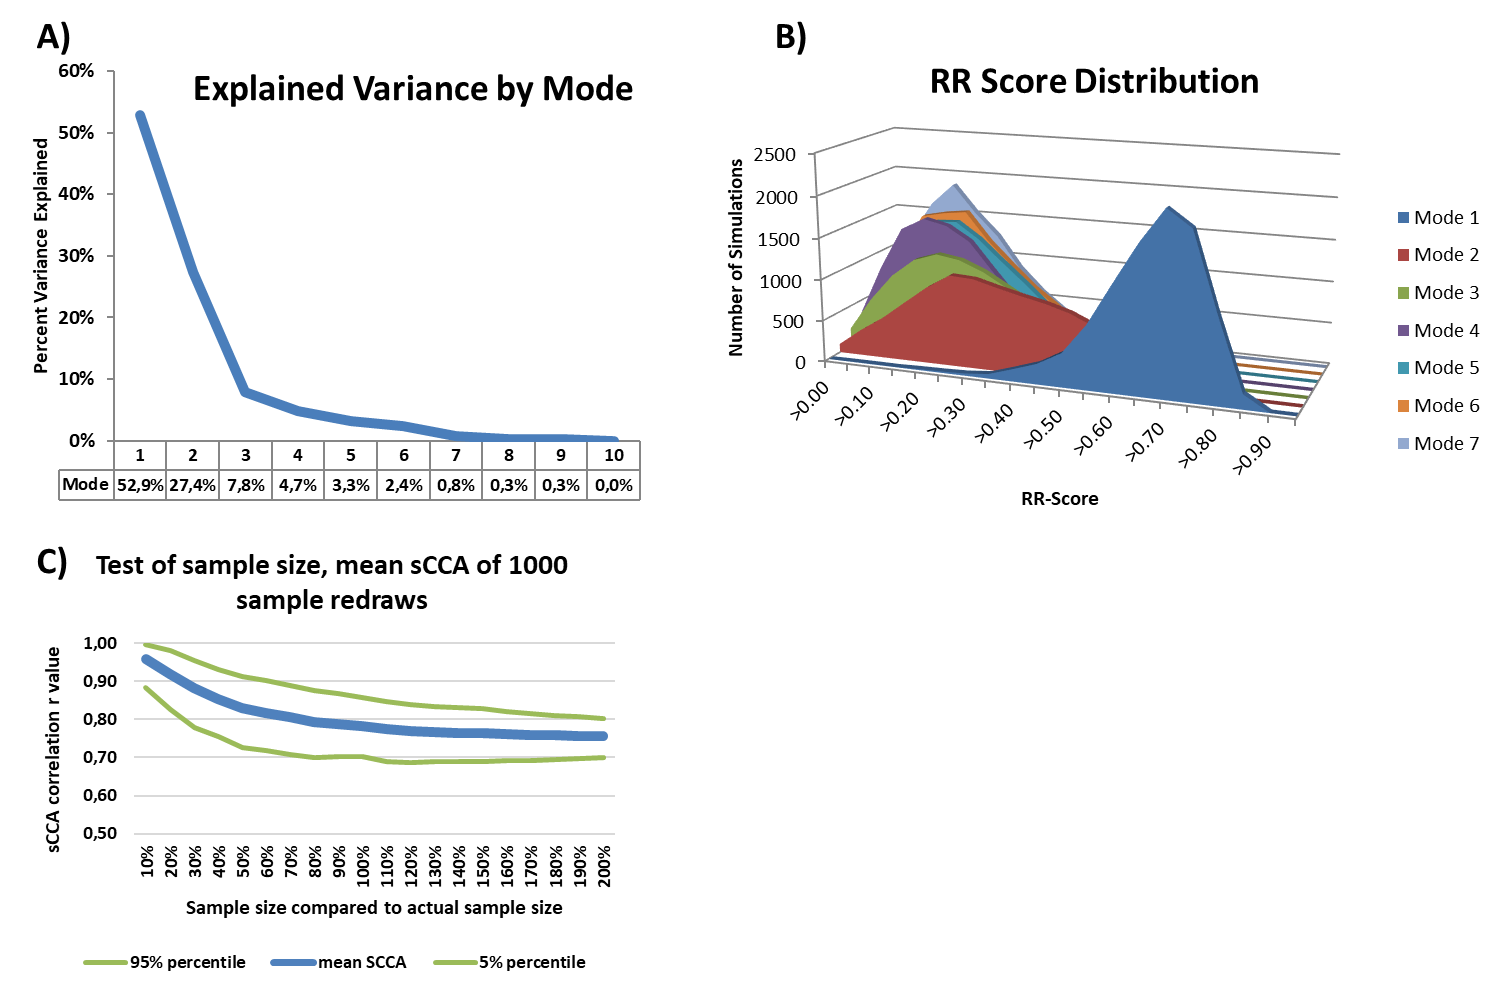 A)
Explained Variance by Mode
Percent Variance Explained
60%
50%
40%
30%
20%
10%
0%
1 2 3 4 5 6 7 8 9 10
Mode 52,9% 27,4% 7,8% 4,7% 3,3% 2,4% 0,8% 0,3% 0,3% 0,0%
B)
RR Score Distribution
Number of Simulations
2500
2000
1500
1000
500
0
>0.00 >0.10 >0.20 >0.30 >0.40 >0.50 >0.60 >0.70 >0.80 >0.90
RR-Score
Mode 1
Mode 2
Mode 3
Mode 4
Mode 5
Mode 6
Mode 7
C)
Test of sample size, mean sCCA of 1000
sample redraws
sCCA correlation r value
1,00
0,90
0,80
0,70
0,60
0,50
10% 20% 30% 40% 50% 60% 70% 80% 90% 100% 110% 120% 130% 140% 150% 160% 170% 180% 190% 200%
Sample size compared to actual sample size
95% percentile mean SCCA 5% percentile